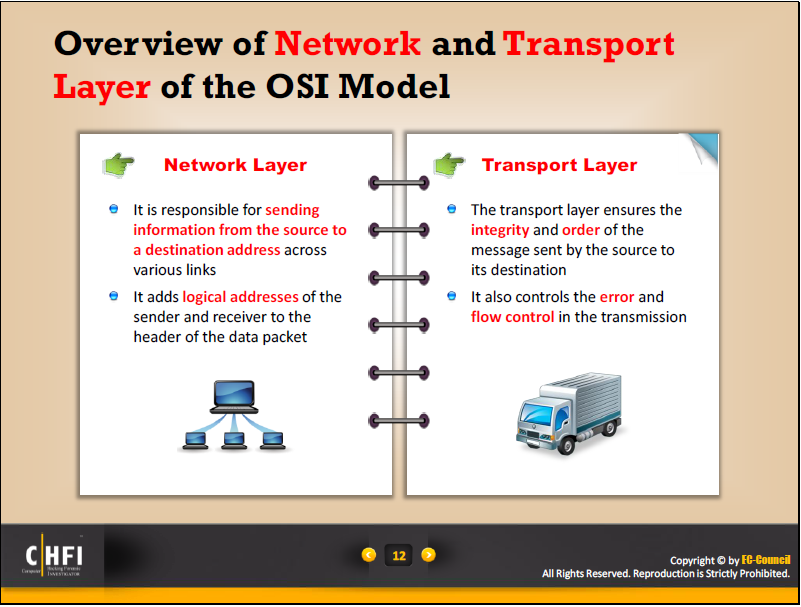 Overview of Network and Transport
Layer of the OSI Model
Network Layer
It is responsible for sending
information from the source to
a destination address across
various links
It adds logical addresses of the
sender and receiver to the
header of the data packet
Transport Layer
The transport layer ensures the
integrity and order of the
message sent by the source to
its destination
It also controls the error and
flow control in the transmission
CHFI
Computer Hacking Forensic
INVESTIGATOR
12
Copyright © by EC-Council
All Rights Reserved. Reproduction is Strictly Prohibited.